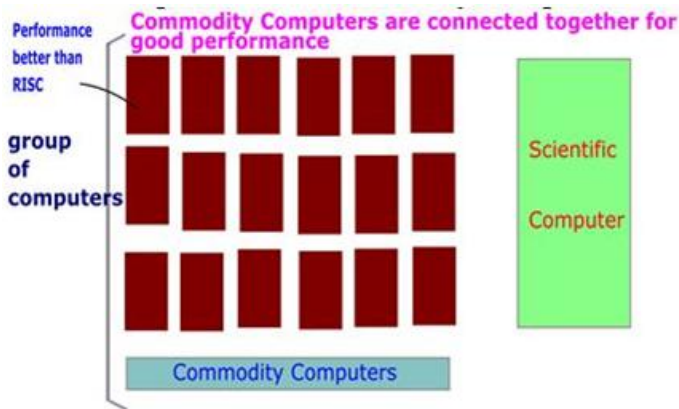 Commodity Computers are connected together for
good performance
Performance
better than
RISC
group
of
computers
Scientific
Computer
Commodity Computers